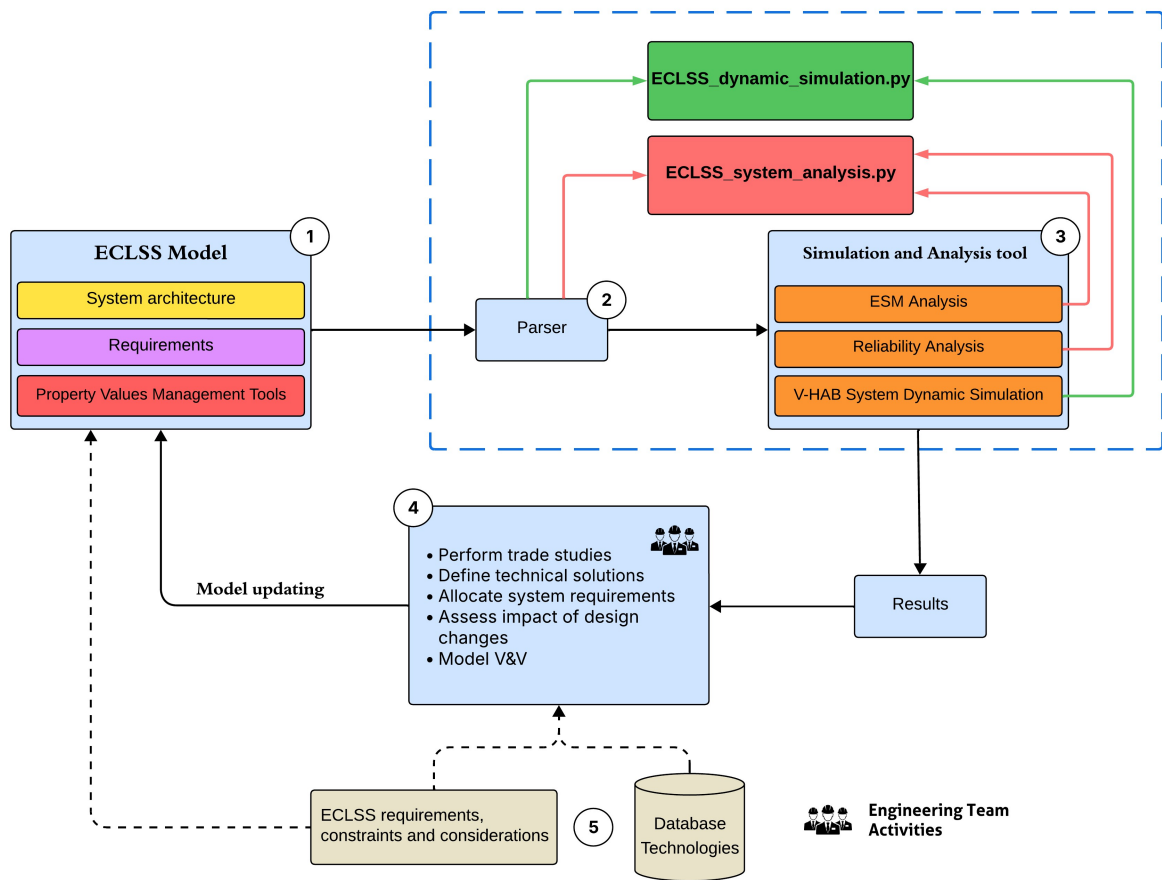 ECLSS_dynamic_simulation.py
ECLSS_system_analysis.py
1
ECLSS Model
System architecture
Requirements
Property Values Management Tools
2
Parser
3
Simulation and Analysis tool
ESM Analysis
Reliability Analysis
V-HAB System Dynamic Simulation
4
• Perform trade studies
• Define technical solutions
• Allocate system requirements
• Assess impact of design
changes
• Model V&V
Model updating
Results
ECLSS requirements,
constraints and considerations
5
Database
Technologies
Engineering Team
Activities